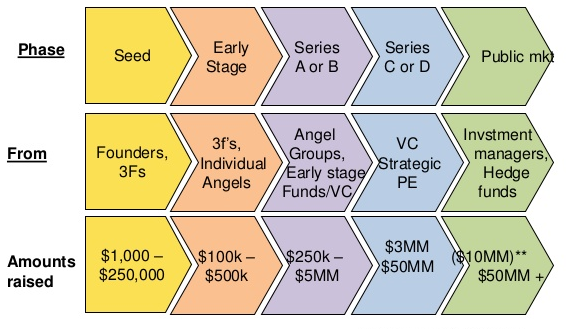 Phase
Seed
Early
Stage
Series
A or B
Series
C or D
Public mkt
From
Founders,
3Fs
3f's,
Individual
Angels
Angel
Groups,
Early stage
Funds/VC
VC
Strategic
PE
Invstment
managers,
Hedge
funds
Amounts
raised
$1,000 –
$250,000
$100k –
$500k
$250k –
$5MM
$3MM
$50MM
($10MM)**
$50MM +